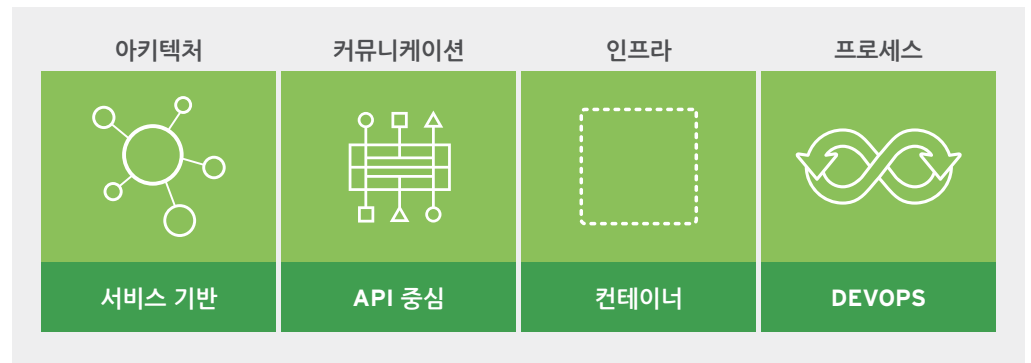 아키텍처
커뮤니케이션
인프라
프로세스
서비스 기반
API 중심
컨테이너
DEVOPS